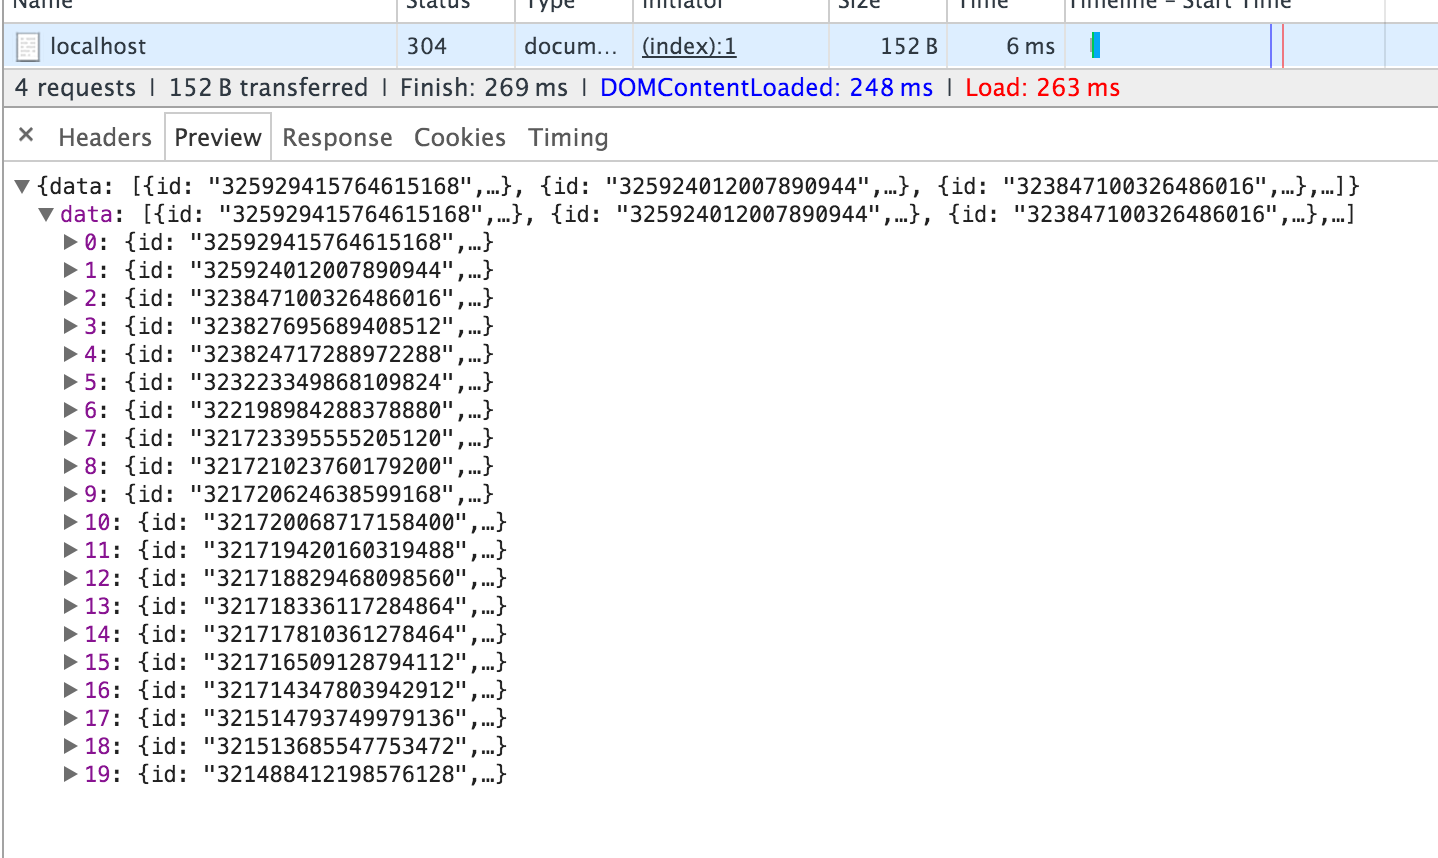 Name Status Type Initiator Size Time Timeline – Start Time
localhost 304 docum... (index):1 152 B 6 ms
4 requests | 152 B transferred | Finish: 269 ms | DOMContentLoaded: 248 ms | Load: 263 ms
× Headers Preview Response Cookies Timing
▼{data: [{id: "325929415764615168",…}, {id: "325924012007890944",…}, {id: "323847100326486016",…},…]}
▼data: [{id: "325929415764615168",…}, {id: "325924012007890944",…}, {id: "323847100326486016",…},…]
▶0: {id: "325929415764615168",…}
▶1: {id: "325924012007890944",…}
▶2: {id: "323847100326486016",…}
▶3: {id: "323827695689408512",…}
▶4: {id: "323824717288972288",…}
▶5: {id: "323223349868109824",…}
▶6: {id: "322198984288378880",…}
▶7: {id: "321723395555205120",…}
▶8: {id: "321721023760179200",…}
▶9: {id: "321720624638599168",…}
▶10: {id: "321720068717158400",…}
▶11: {id: "321719420160319488",…}
▶12: {id: "321718829468098560",…}
▶13: {id: "321718336117284864",…}
▶14: {id: "321717810361278464",…}
▶15: {id: "321716509128794112",…}
▶16: {id: "321714347803942912",…}
▶17: {id: "321514793749979136",…}
▶18: {id: "321513685547753472",…}
▶19: {id: "321488412198576128",…}